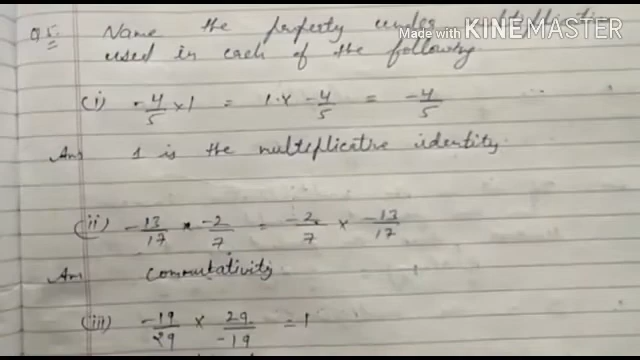 Made with KINEMASTER
Q5. Name the property under multiplication
used in each of the following
(i) -4/5 × 1 = 1 × -4/5 = -4/5
Ans 1 is the multiplicative identity.
(ii) -13/17 × -2/7 = -2/7 × -13/17
Ans Commutativity
(iii) -19/29 × 29/-19 = 1